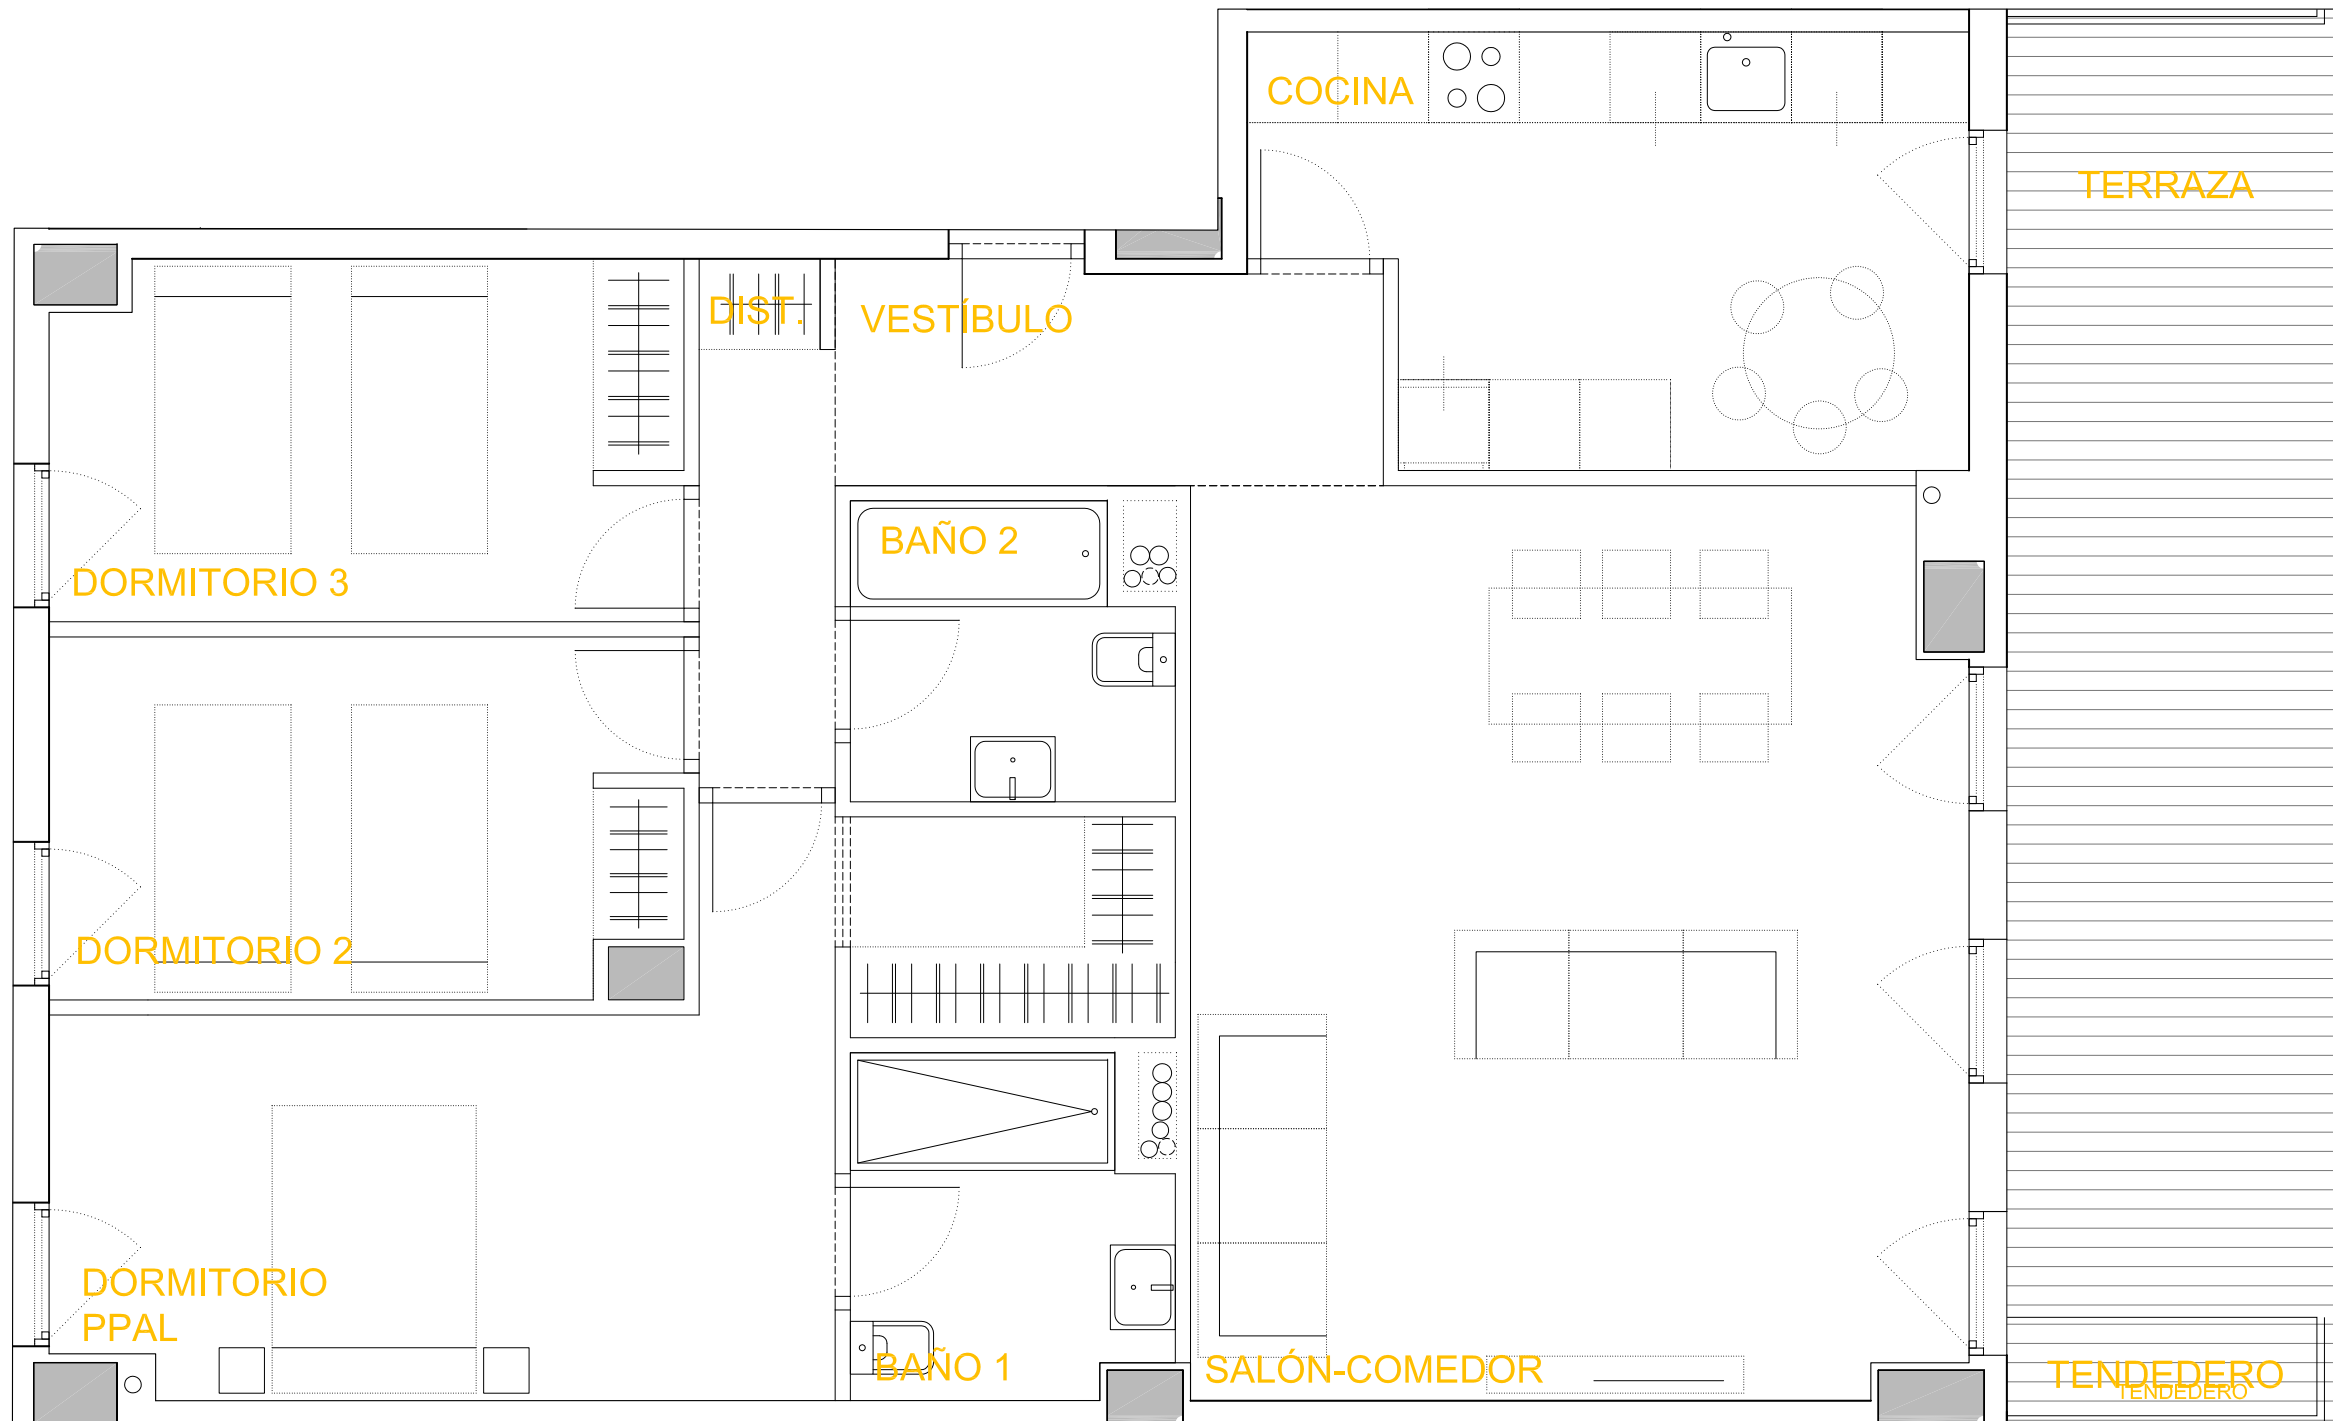 COCINA
TERRAZA
DIST.
VESTÍBULO
BAÑO 2
DORMITORIO 3
DORMITORIO 2
DORMITORIO
PPAL
BAÑO 1
SALÓN-COMEDOR
TENDEDERO
TENDEDERO